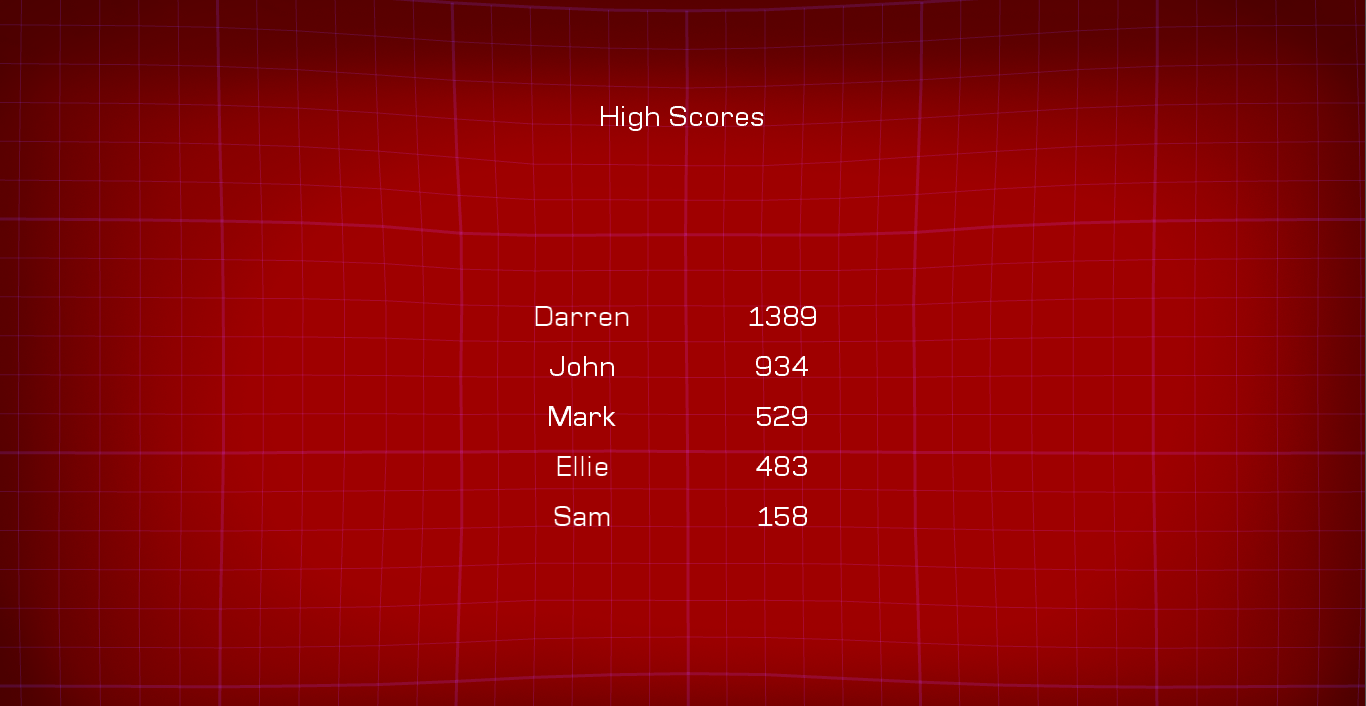 High Scores
Darren 1389
John 934
Mark 529
Ellie 483
Sam 158